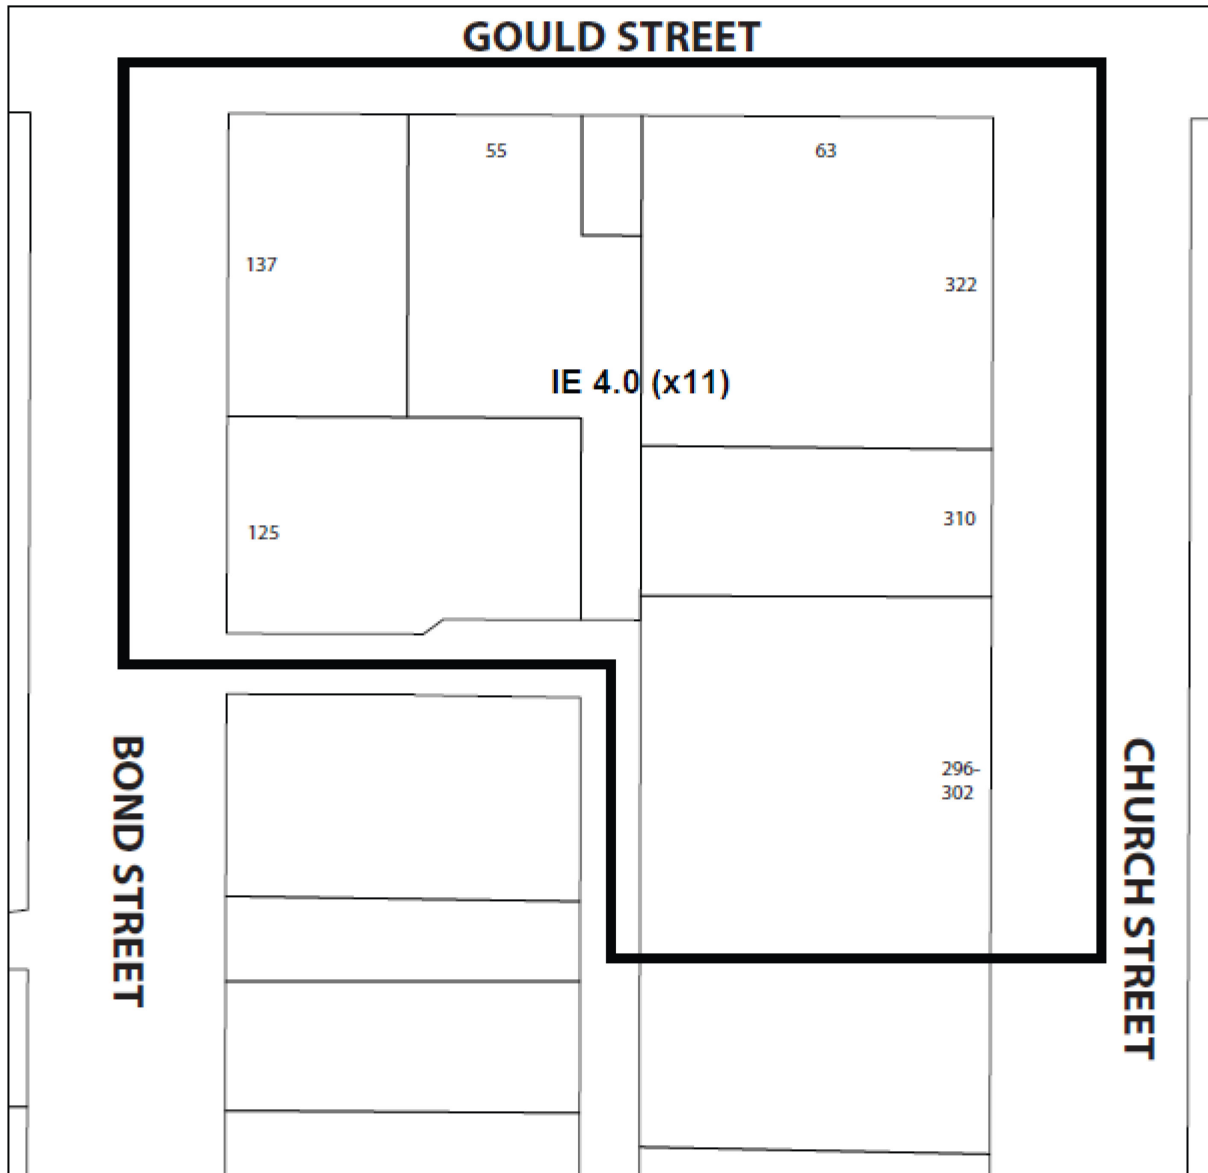 GOULD STREET
55
63
137
322
IE 4.0 (x11)
125
310
296-
302
BOND STREET
CHURCH STREET